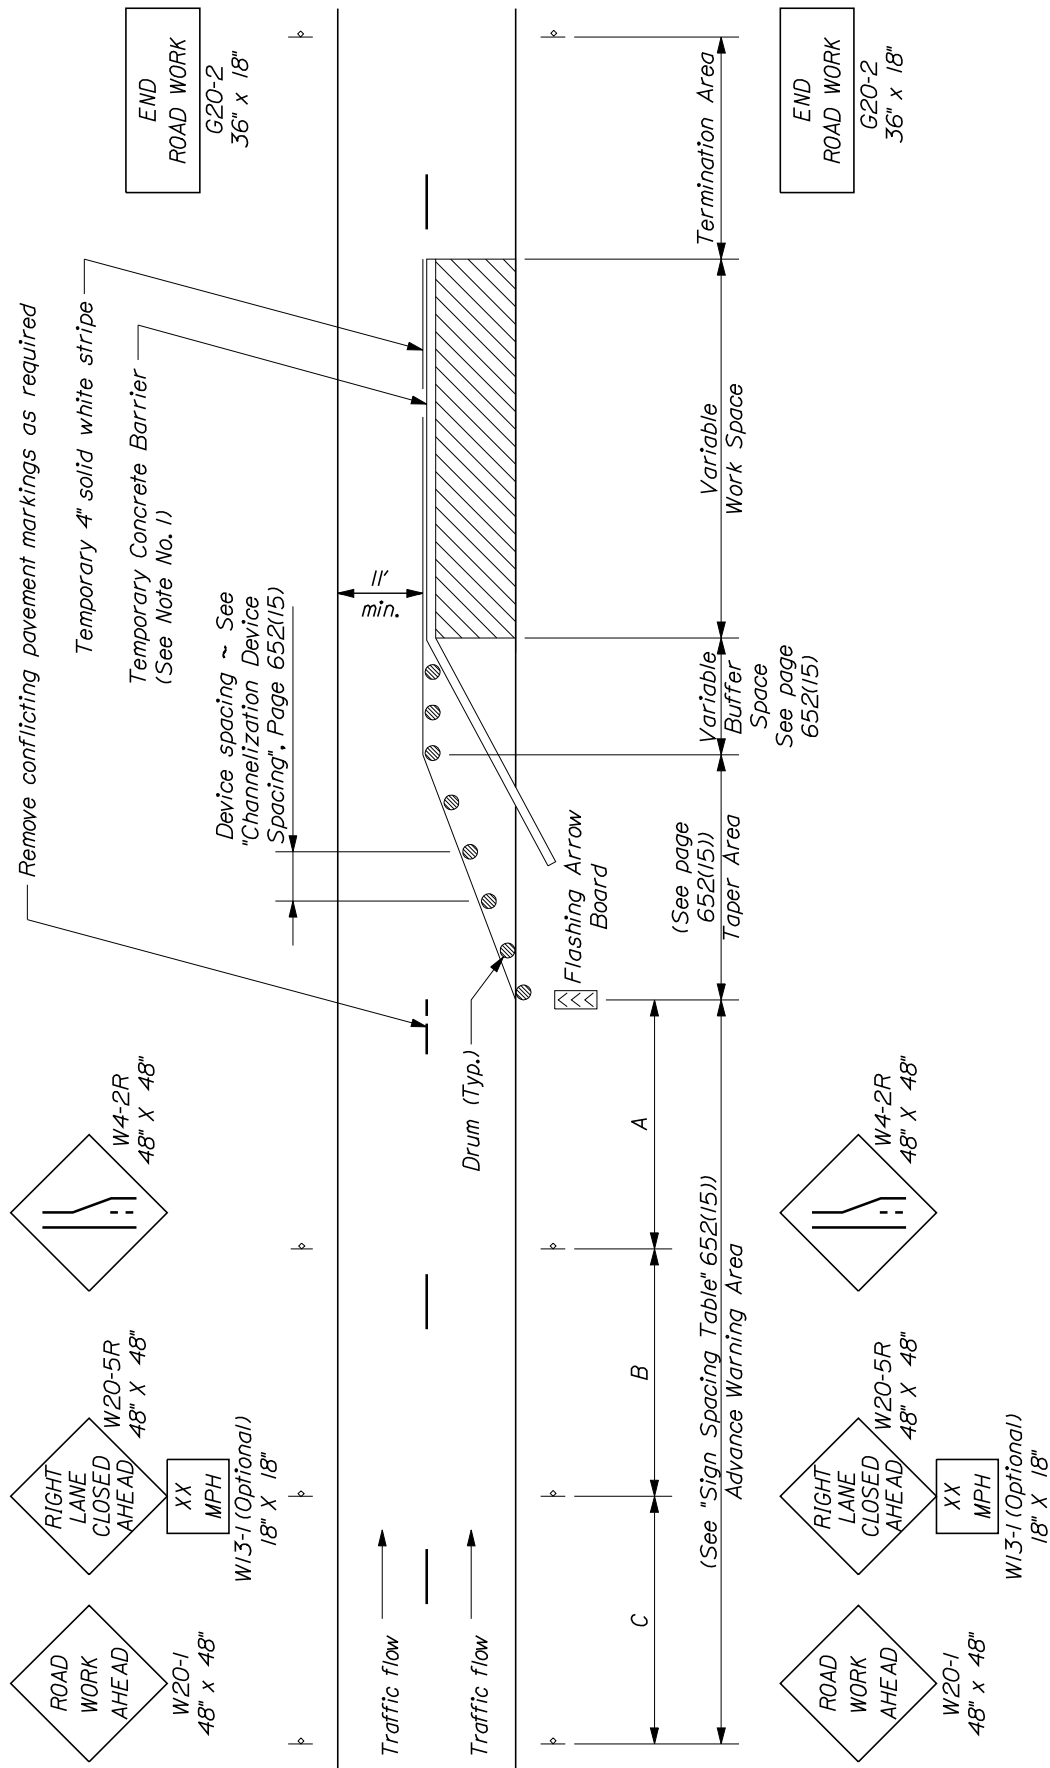 Remove conflicting pavement markings as required
Temporary 4" solid white stripe
Temporary Concrete Barrier
(See Note No. 1)
Device spacing ~ See
"Channelization Device
Spacing", Page 652(15)
ROAD
WORK
AHEAD
W20-1
48" x 48"
RIGHT
LANE
CLOSED
AHEAD
W20-5R
48" X 48"
XX
MPH
W13-1 (Optional)
18" X 18"
W4-2R
48" X 48"
END
ROAD WORK
G20-2
36" x 18"
Traffic flow
Traffic flow
11'
min.
Drum (Typ.)
Flashing Arrow
Board
C
B
A
(See "Sign Spacing Table" 652(15))
Advance Warning Area
(See page
652(15))
Taper Area
Variable
Buffer
Space
See page
652(15)
Variable
Work Space
Termination Area
ROAD
WORK
AHEAD
W20-1
48" x 48"
RIGHT
LANE
CLOSED
AHEAD
W20-5R
48" X 48"
XX
MPH
W13-1 (Optional)
18" X 18"
W4-2R
48" X 48"
END
ROAD WORK
G20-2
36" x 18"